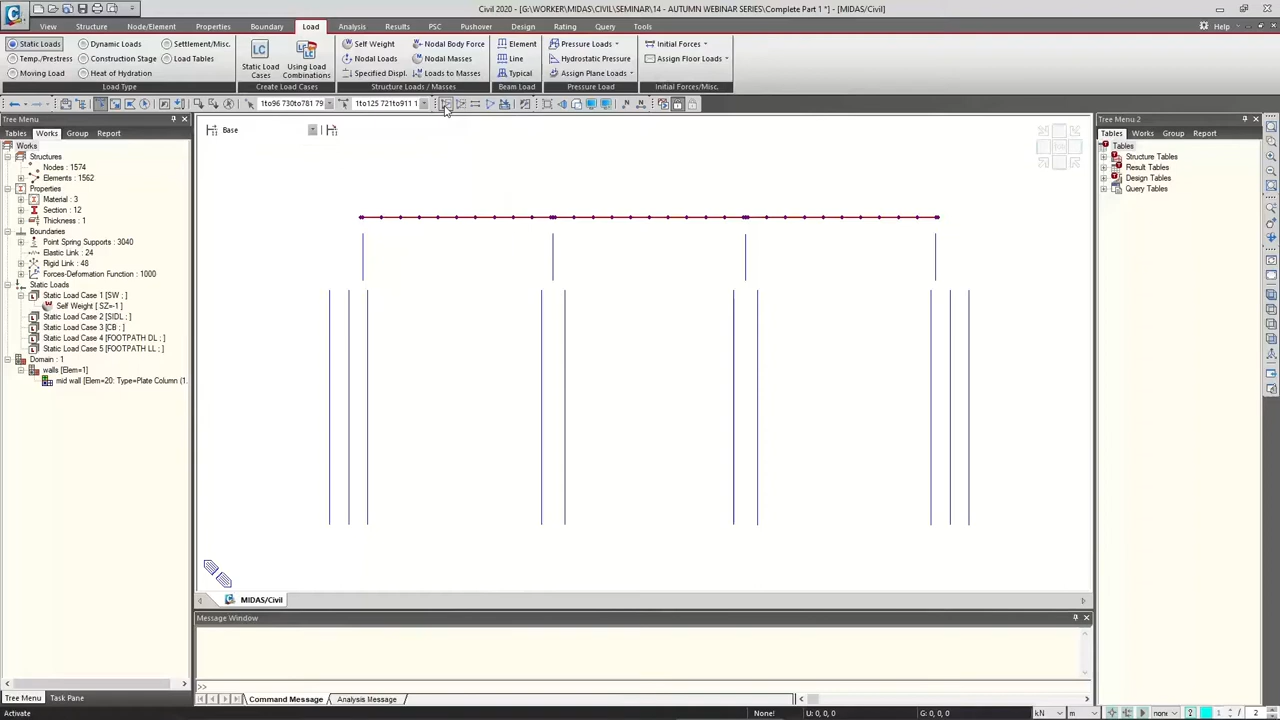 Civil 2020 - [G:\WORKER\MIDAS\CIVIL\SEMINAR\14 - AUTUMN WEBINAR SERIES\Complete Part 1 *] - [MIDAS/Civil]
View Structure Node/Element Properties Boundary Load Analysis Results PSC Pushover Design Rating Query Tools
Help
Static Loads Dynamic Loads Settlement/Misc.
Temp./Prestress Construction Stage Load Tables
Moving Load Heat of Hydration
Load Type
Static Load Cases
Using Load Combinations
Create Load Cases
Self Weight Nodal Body Force
Nodal Loads Nodal Masses
Specified Displ. Loads to Masses
Structure Loads / Masses
Element
Line
Typical
Beam Load
Pressure Loads
Hydrostatic Pressure
Assign Plane Loads
Pressure Load
Initial Forces
Assign Floor Loads
Initial Forces/Misc.
1to96 730to781 79
1to125 721to911 1
Tree Menu
Tables Works Group Report
Works
Structures
Nodes : 1574
Elements : 1562
Properties
Material : 3
Section : 12
Thickness : 1
Boundaries
Point Spring Supports : 3040
Elastic Link : 24
Rigid Link : 48
Forces-Deformation Function : 1000
Static Loads
Static Load Case 1 [SW ; ]
Self Weight [ SZ=-1 ]
Static Load Case 2 [SIDL ; ]
Static Load Case 3 [CB ; ]
Static Load Case 4 [FOOTPATH DL ; ]
Static Load Case 5 [FOOTPATH LL ; ]
Domain : 1
walls [Elem=1]
mid wall [Elem=20: Type=Plate Column (1.
Tree Menu Task Pane
Base
MIDAS/Civil
Message Window
>>
Command Message Analysis Message
Tree Menu 2
Tables Works Group Report
Tables
Structure Tables
Result Tables
Design Tables
Query Tables
Activate
None!
U: 0, 0, 0
G: 0, 0, 0
kN
m
none
1 / 2